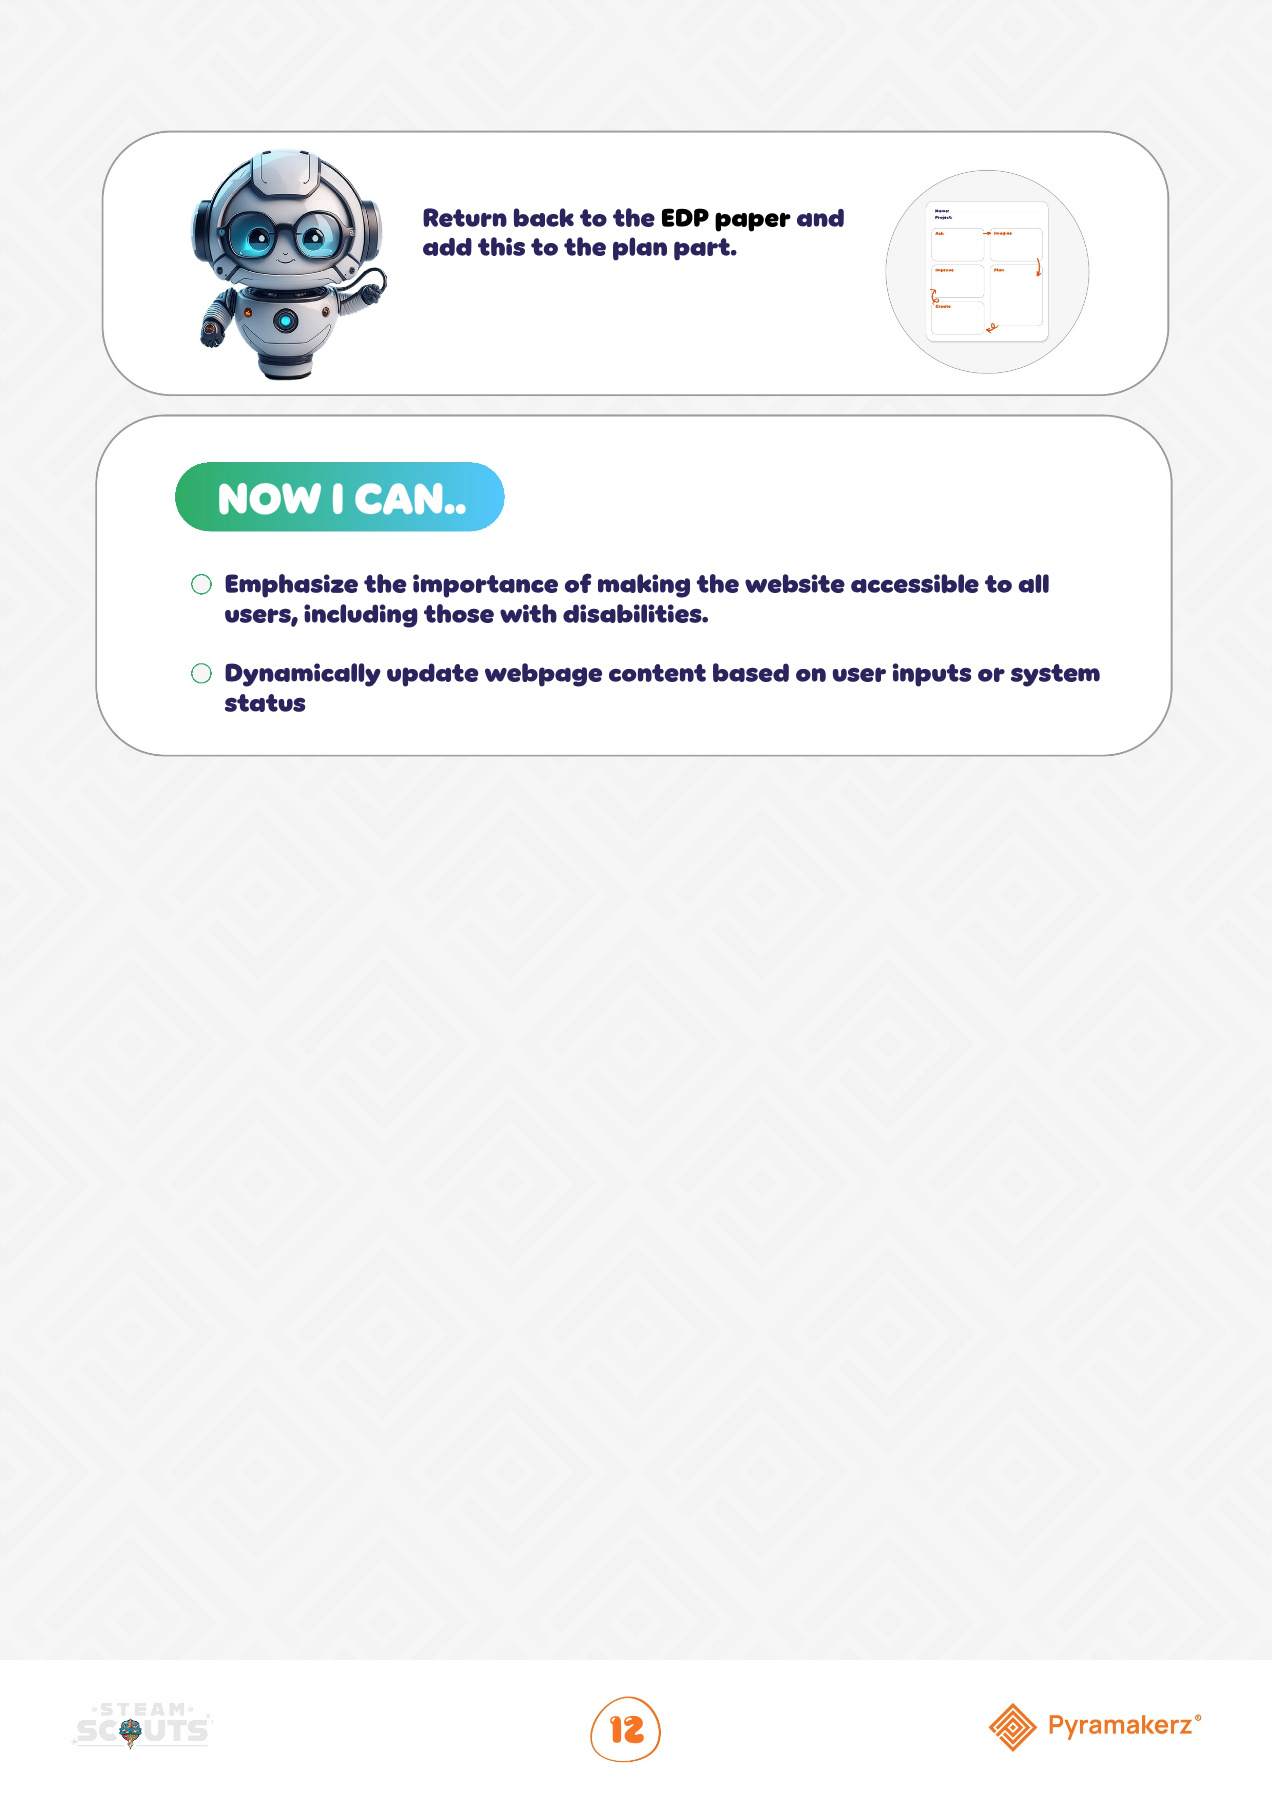 Return back to the EDP paper and
add this to the plan part.
Name:
Project:
Ask
Imagine
Improve
Plan
Create
NOW I CAN..
Emphasize the importance of making the website accessible to all
users, including those with disabilities.
Dynamically update webpage content based on user inputs or system
status
STEAM
SCOUTS
12
Pyramakerz®